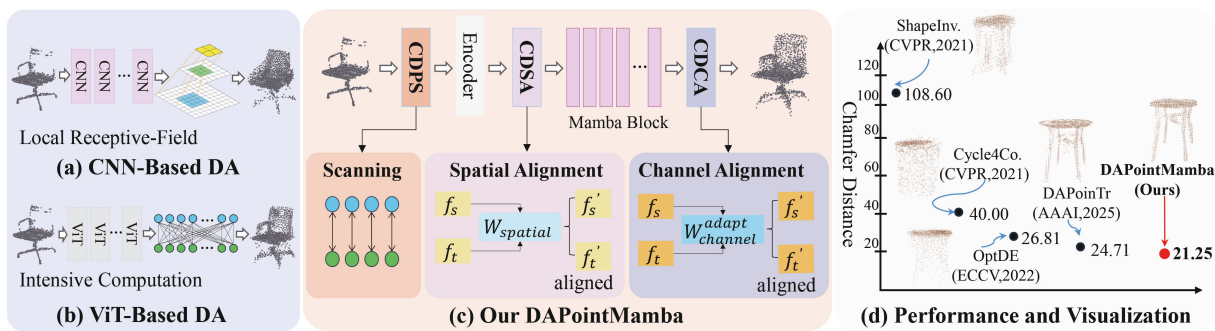 CNN
CNN
...
CNN
Local Receptive-Field
(a) CNN-Based DA
ViT
ViT
...
ViT
Intensive Computation
(b) ViT-Based DA
CDPS
Encoder
CDSA
...
CDCA
Mamba Block
Scanning
Spatial Alignment
f_s
f_t
W_spatial
f_s'
f_t'
aligned
Channel Alignment
f_s
f_t
W_channel^adapt
f_s'
f_t'
aligned
(c) Our DAPointMamba
Chamfer Distance
120
100
80
60
40
20
ShapeInv.
(CVPR,2021)
108.60
Cycle4Co.
(CVPR,2021)
40.00
OptDE
(ECCV,2022)
26.81
DAPoinTr
(AAAI,2025)
24.71
DAPointMamba
(Ours)
21.25
(d) Performance and Visualization